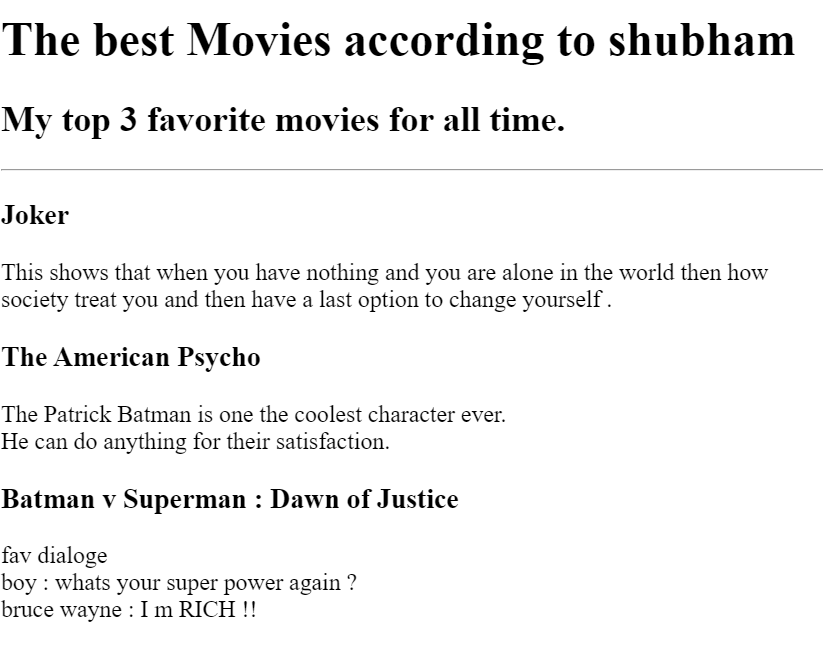 The best Movies according to shubham
My top 3 favorite movies for all time.
Joker
This shows that when you have nothing and you are alone in the world then how
society treat you and then have a last option to change yourself .
The American Psycho
The Patrick Batman is one the coolest character ever.
He can do anything for their satisfaction.
Batman v Superman : Dawn of Justice
fav dialoge
boy : whats your super power again ?
bruce wayne : I m RICH !!